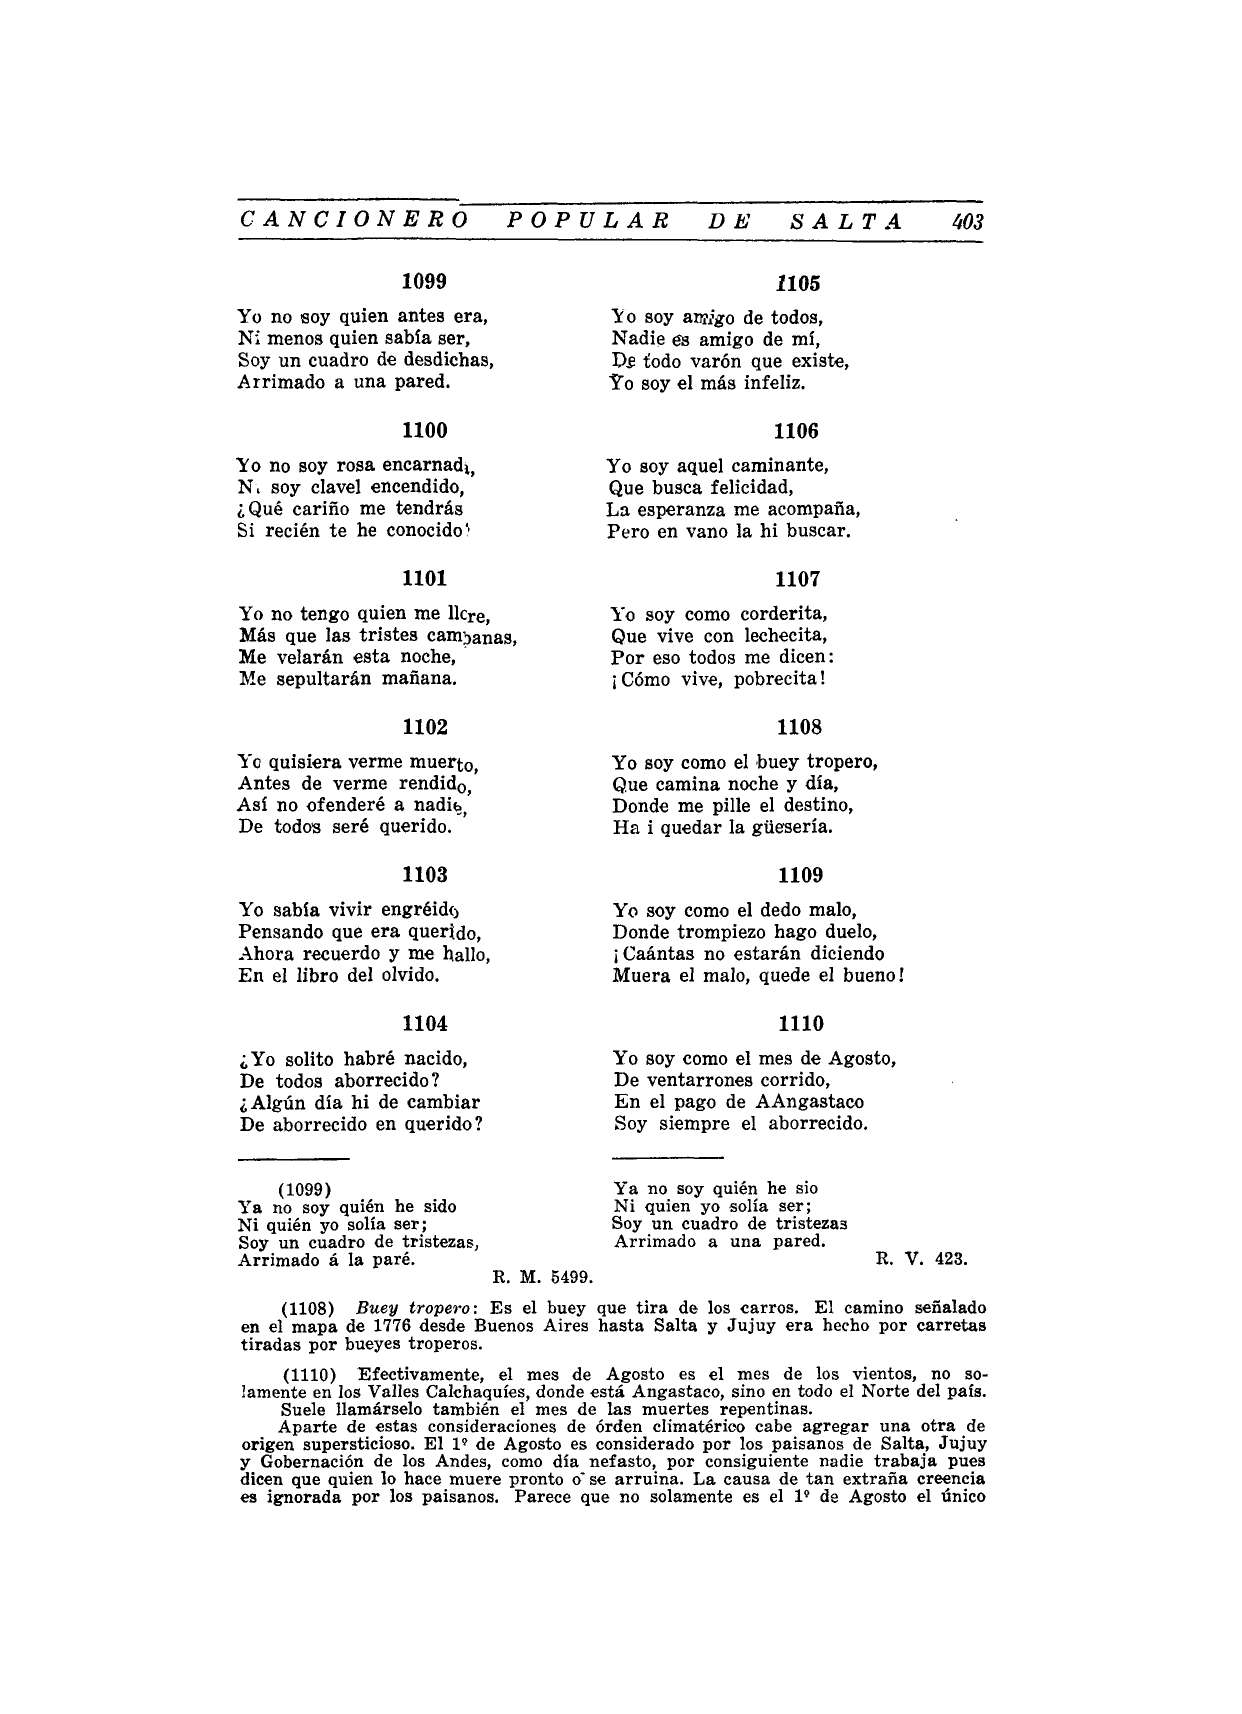 CANCIONERO POPULAR DE SALTA 403
1099
Yo no soy quien antes era,
Ni menos quien sabía ser,
Soy un cuadro de desdichas,
Arrimado a una pared.
1100
Yo no soy rosa encarnada,
Ni soy clavel encendido,
¿Qué cariño me tendrás
Si recién te he conocido?
1101
Yo no tengo quien me llore,
Más que las tristes campanas,
Me velarán esta noche,
Me sepultarán mañana.
1102
Yo quisiera verme muerto,
Antes de verme rendido,
Así no ofenderé a nadie,
De todos seré querido.
1103
Yo sabía vivir engréido
Pensando que era querido,
Ahora recuerdo y me hallo,
En el libro del olvido.
1104
¿Yo solito habré nacido,
De todos aborrecido?
¿Algún día hi de cambiar
De aborrecido en querido?
1105
Yo soy amigo de todos,
Nadie es amigo de mí,
De todo varón que existe,
Yo soy el más infeliz.
1106
Yo soy aquel caminante,
Que busca felicidad,
La esperanza me acompaña,
Pero en vano la hi buscar.
1107
Yo soy como corderita,
Que vive con lechecita,
Por eso todos me dicen:
¡Cómo vive, pobrecita!
1108
Yo soy como el buey tropero,
Que camina noche y día,
Donde me pille el destino,
Ha i quedar la güesería.
1109
Yo soy como el dedo malo,
Donde trompiezo hago duelo,
¡Caántas no estarán diciendo
Muera el malo, quede el bueno!
1110
Yo soy como el mes de Agosto,
De ventarrones corrido,
En el pago de AAngastaco
Soy siempre el aborrecido.
(1099)
Ya no soy quién he sido
Ni quién yo solía ser;
Soy un cuadro de tristezas,
Arrimado á la paré.
R. M. 5499.
Ya no soy quién he sio
Ni quien yo solía ser;
Soy un cuadro de tristezas
Arrimado a una pared.
R. V. 423.
(1108) Buey tropero: Es el buey que tira de los carros. El camino señalado
en el mapa de 1776 desde Buenos Aires hasta Salta y Jujuy era hecho por carretas
tiradas por bueyes troperos.
(1110) Efectivamente, el mes de Agosto es el mes de los vientos, no so-
lamente en los Valles Calchaquíes, donde está Angastaco, sino en todo el Norte del país.
Suele llamárselo también el mes de las muertes repentinas.
Aparte de estas consideraciones de órden climatérico cabe agregar una otra de
origen supersticioso. El 1º de Agosto es considerado por los paisanos de Salta, Jujuy
y Gobernación de los Andes, como día nefasto, por consiguiente nadie trabaja pues
dicen que quien lo hace muere pronto o se arruina. La causa de tan extraña creencia
es ignorada por los paisanos. Parece que no solamente es el 1º de Agosto el único